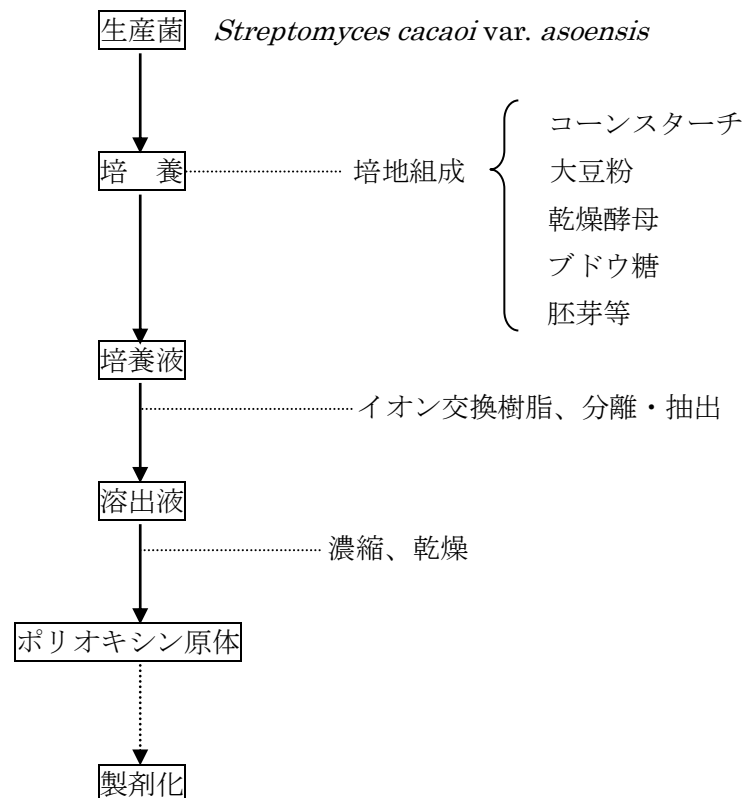 生産菌 Streptomyces cacaoi var. asoensis
コーンスターチ
培 養 培地組成 大豆粉
乾燥酵母
ブドウ糖
胚芽等
培養液
イオン交換樹脂、分離・抽出
溶出液
濃縮、乾燥
ポリオキシン原体
製剤化